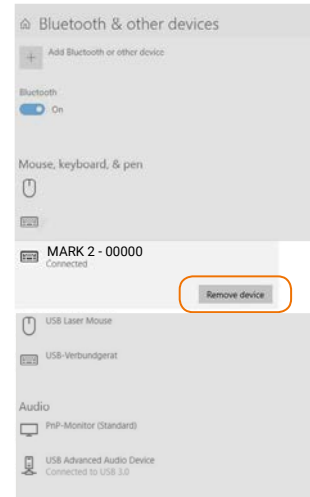 Bluetooth & other devices
Add Bluetooth or other device
Bluetooth
On
Mouse, keyboard, & pen
MARK 2 - 00000
Connected
Remove device
USB Laser Mouse
USB-Verbundgerat
Audio
PnP-Monitor (Standard)
USB Advanced Audio Device
Connected to USB 3.0